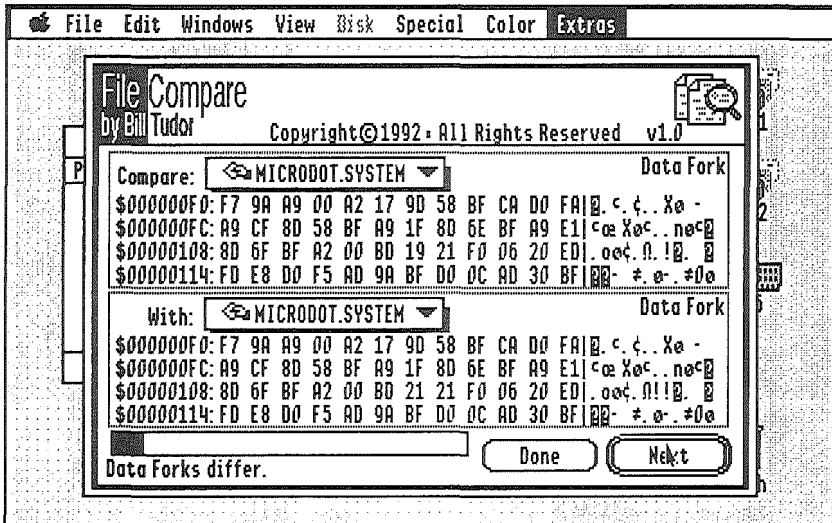 File Edit Windows View Disk Special Color Extras
File Compare
by Bill Tudor
Copyright©1992 · All Rights Reserved v1.0
Compare: MICRODOT.SYSTEM Data Fork
$000000F0: F7 9A A9 00 A2 17 9D 58 BF CA D0 FA
$000000FC: A9 CF 8D 58 BF A9 1F 8D 6E BF A9 E1
$00000108: 8D 6F BF A2 00 BD 19 21 F0 06 20 ED
$00000114: FD E8 D0 F5 AD 9A BF D0 0C AD 30 BF
With: MICRODOT.SYSTEM Data Fork
$000000F0: F7 9A A9 00 A2 17 9D 58 BF CA D0 FA
$000000FC: A9 CF 8D 58 BF A9 1F 8D 6E BF A9 E1
$00000108: 8D 6F BF A2 00 BD 21 21 F0 06 20 ED
$00000114: FD E8 D0 F5 AD 9A BF D0 0C AD 30 BF
Done Next
Data Forks differ.